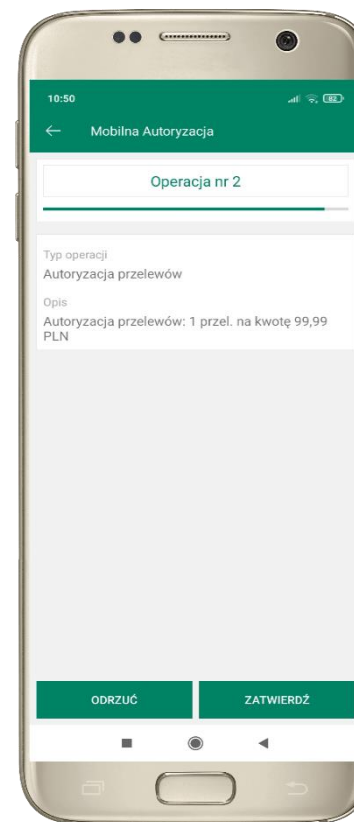 10:50
82
Mobilna Autoryzacja
Operacja nr 2
Typ operacji
Autoryzacja przelewów
Opis
Autoryzacja przelewów: 1 przel. na kwotę 99,99
PLN
ODRZUĆ
ZATWIERDŹ